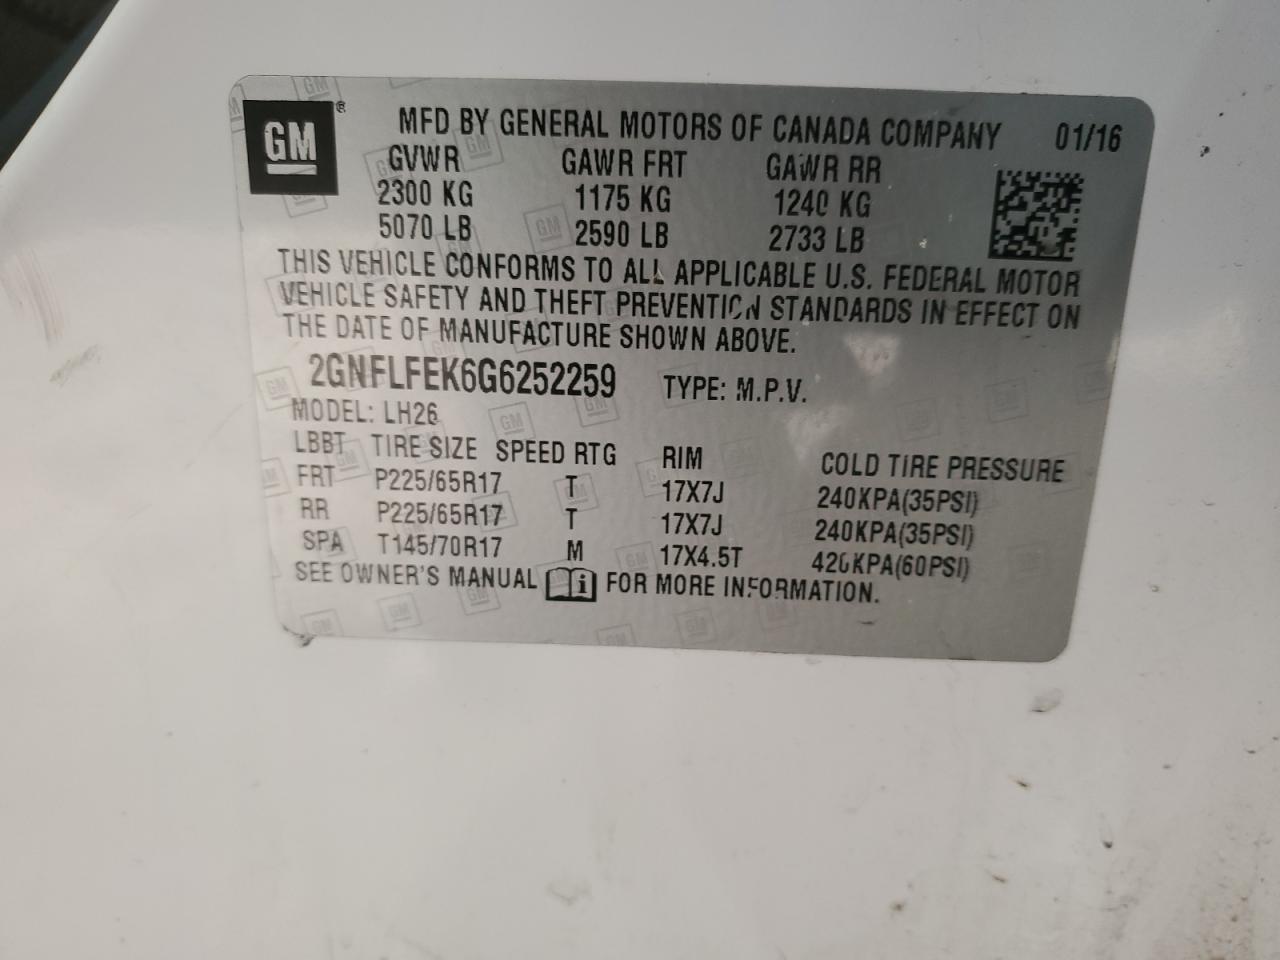 GM ® MFD BY GENERAL MOTORS OF CANADA COMPANY 01/16
GVWR GAWR FRT GAWR RR
2300 KG 1175 KG 1240 KG
5070 LB 2590 LB 2733 LB
THIS VEHICLE CONFORMS TO ALL APPLICABLE U.S. FEDERAL MOTOR
VEHICLE SAFETY AND THEFT PREVENTION STANDARDS IN EFFECT ON
THE DATE OF MANUFACTURE SHOWN ABOVE.
2GNFLFEK6G6252259 TYPE: M.P.V.
MODEL: LH26
LBBT TIRE SIZE SPEED RTG RIM COLD TIRE PRESSURE
FRT P225/65R17 T 17X7J 240KPA(35PSI)
RR P225/65R17 T 17X7J 240KPA(35PSI)
SPA T145/70R17 M 17X4.5T 420KPA(60PSI)
SEE OWNER'S MANUAL i FOR MORE INFORMATION.